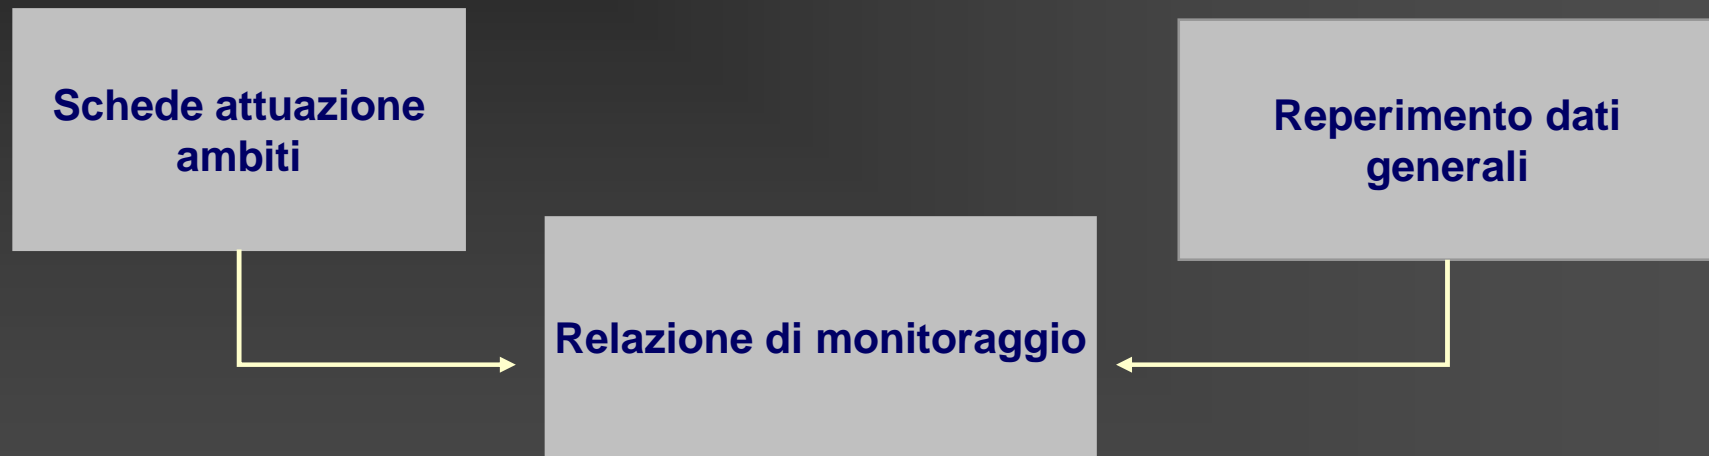 Schede attuazione
ambiti
Reperimento dati
generali
Relazione di monitoraggio